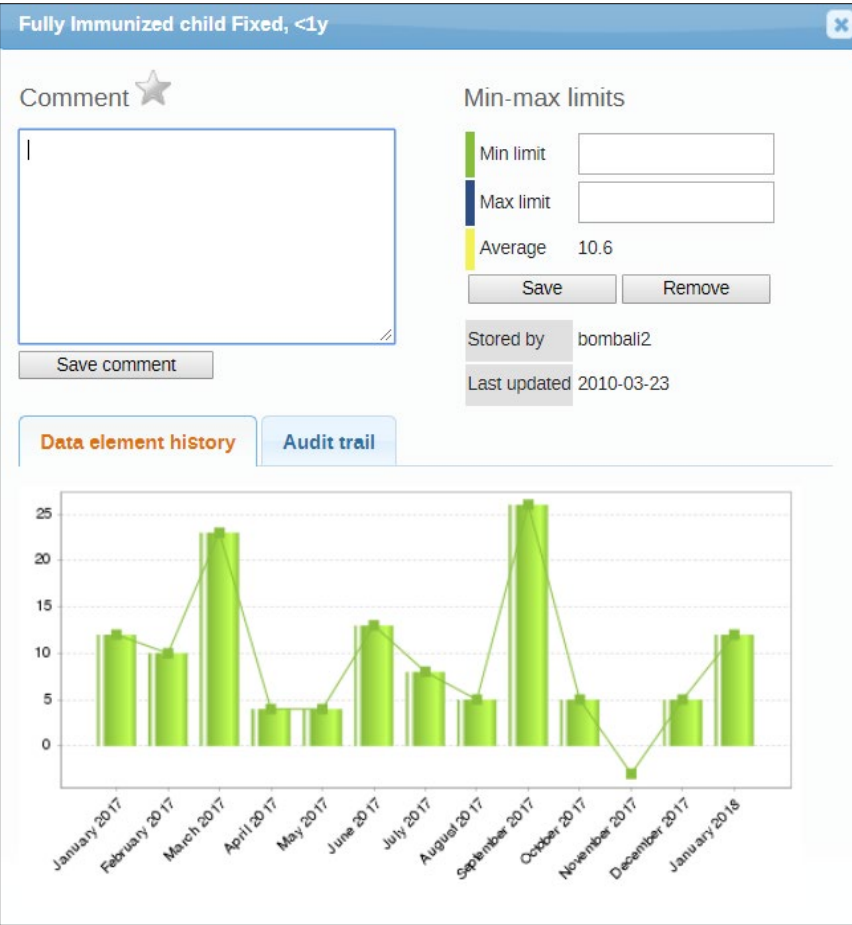 Fully Immunized child Fixed, <1y
Comment
Min-max limits
Min limit
Max limit
Average 10.6
Save Remove
Stored by bombali2
Last updated 2010-03-23
Save comment
Data element history Audit trail
25
20
15
10
5
0
January 2017 February 2017 March 2017 April 2017 May 2017 June 2017 July 2017 August 2017 September 2017 October 2017 November 2017 December 2017 January 2018